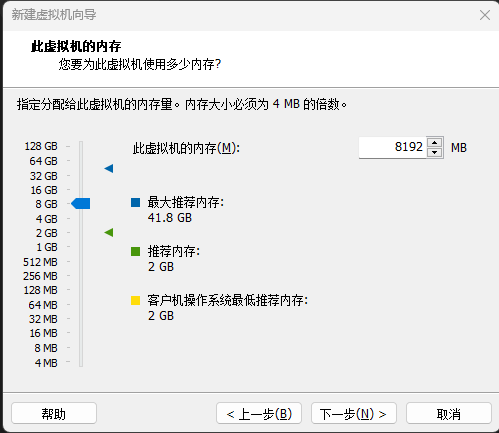 新建虚拟机向导
此虚拟机的内存
您要为此虚拟机使用多少内存?
指定分配给此虚拟机的内存量。内存大小必须为 4 MB 的倍数。
128 GB
64 GB
32 GB
16 GB
8 GB
4 GB
2 GB
1 GB
512 MB
256 MB
128 MB
64 MB
32 MB
16 MB
8 MB
4 MB
此虚拟机的内存(M): 8192 MB
最大推荐内存:
41.8 GB
推荐内存:
2 GB
客户机操作系统最低推荐内存:
2 GB
帮助 < 上一步(B) 下一步(N) > 取消